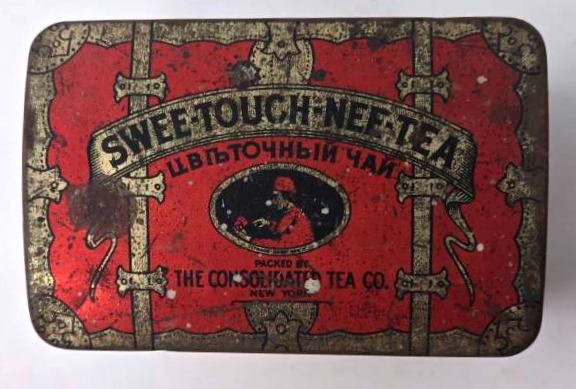 SWEE-TOUCH-NEE-TEA
ЦВѢТОЧНЫЙ ЧАЙ
PACKED BY
THE CONSOLIDATED TEA CO.
NEW YORK